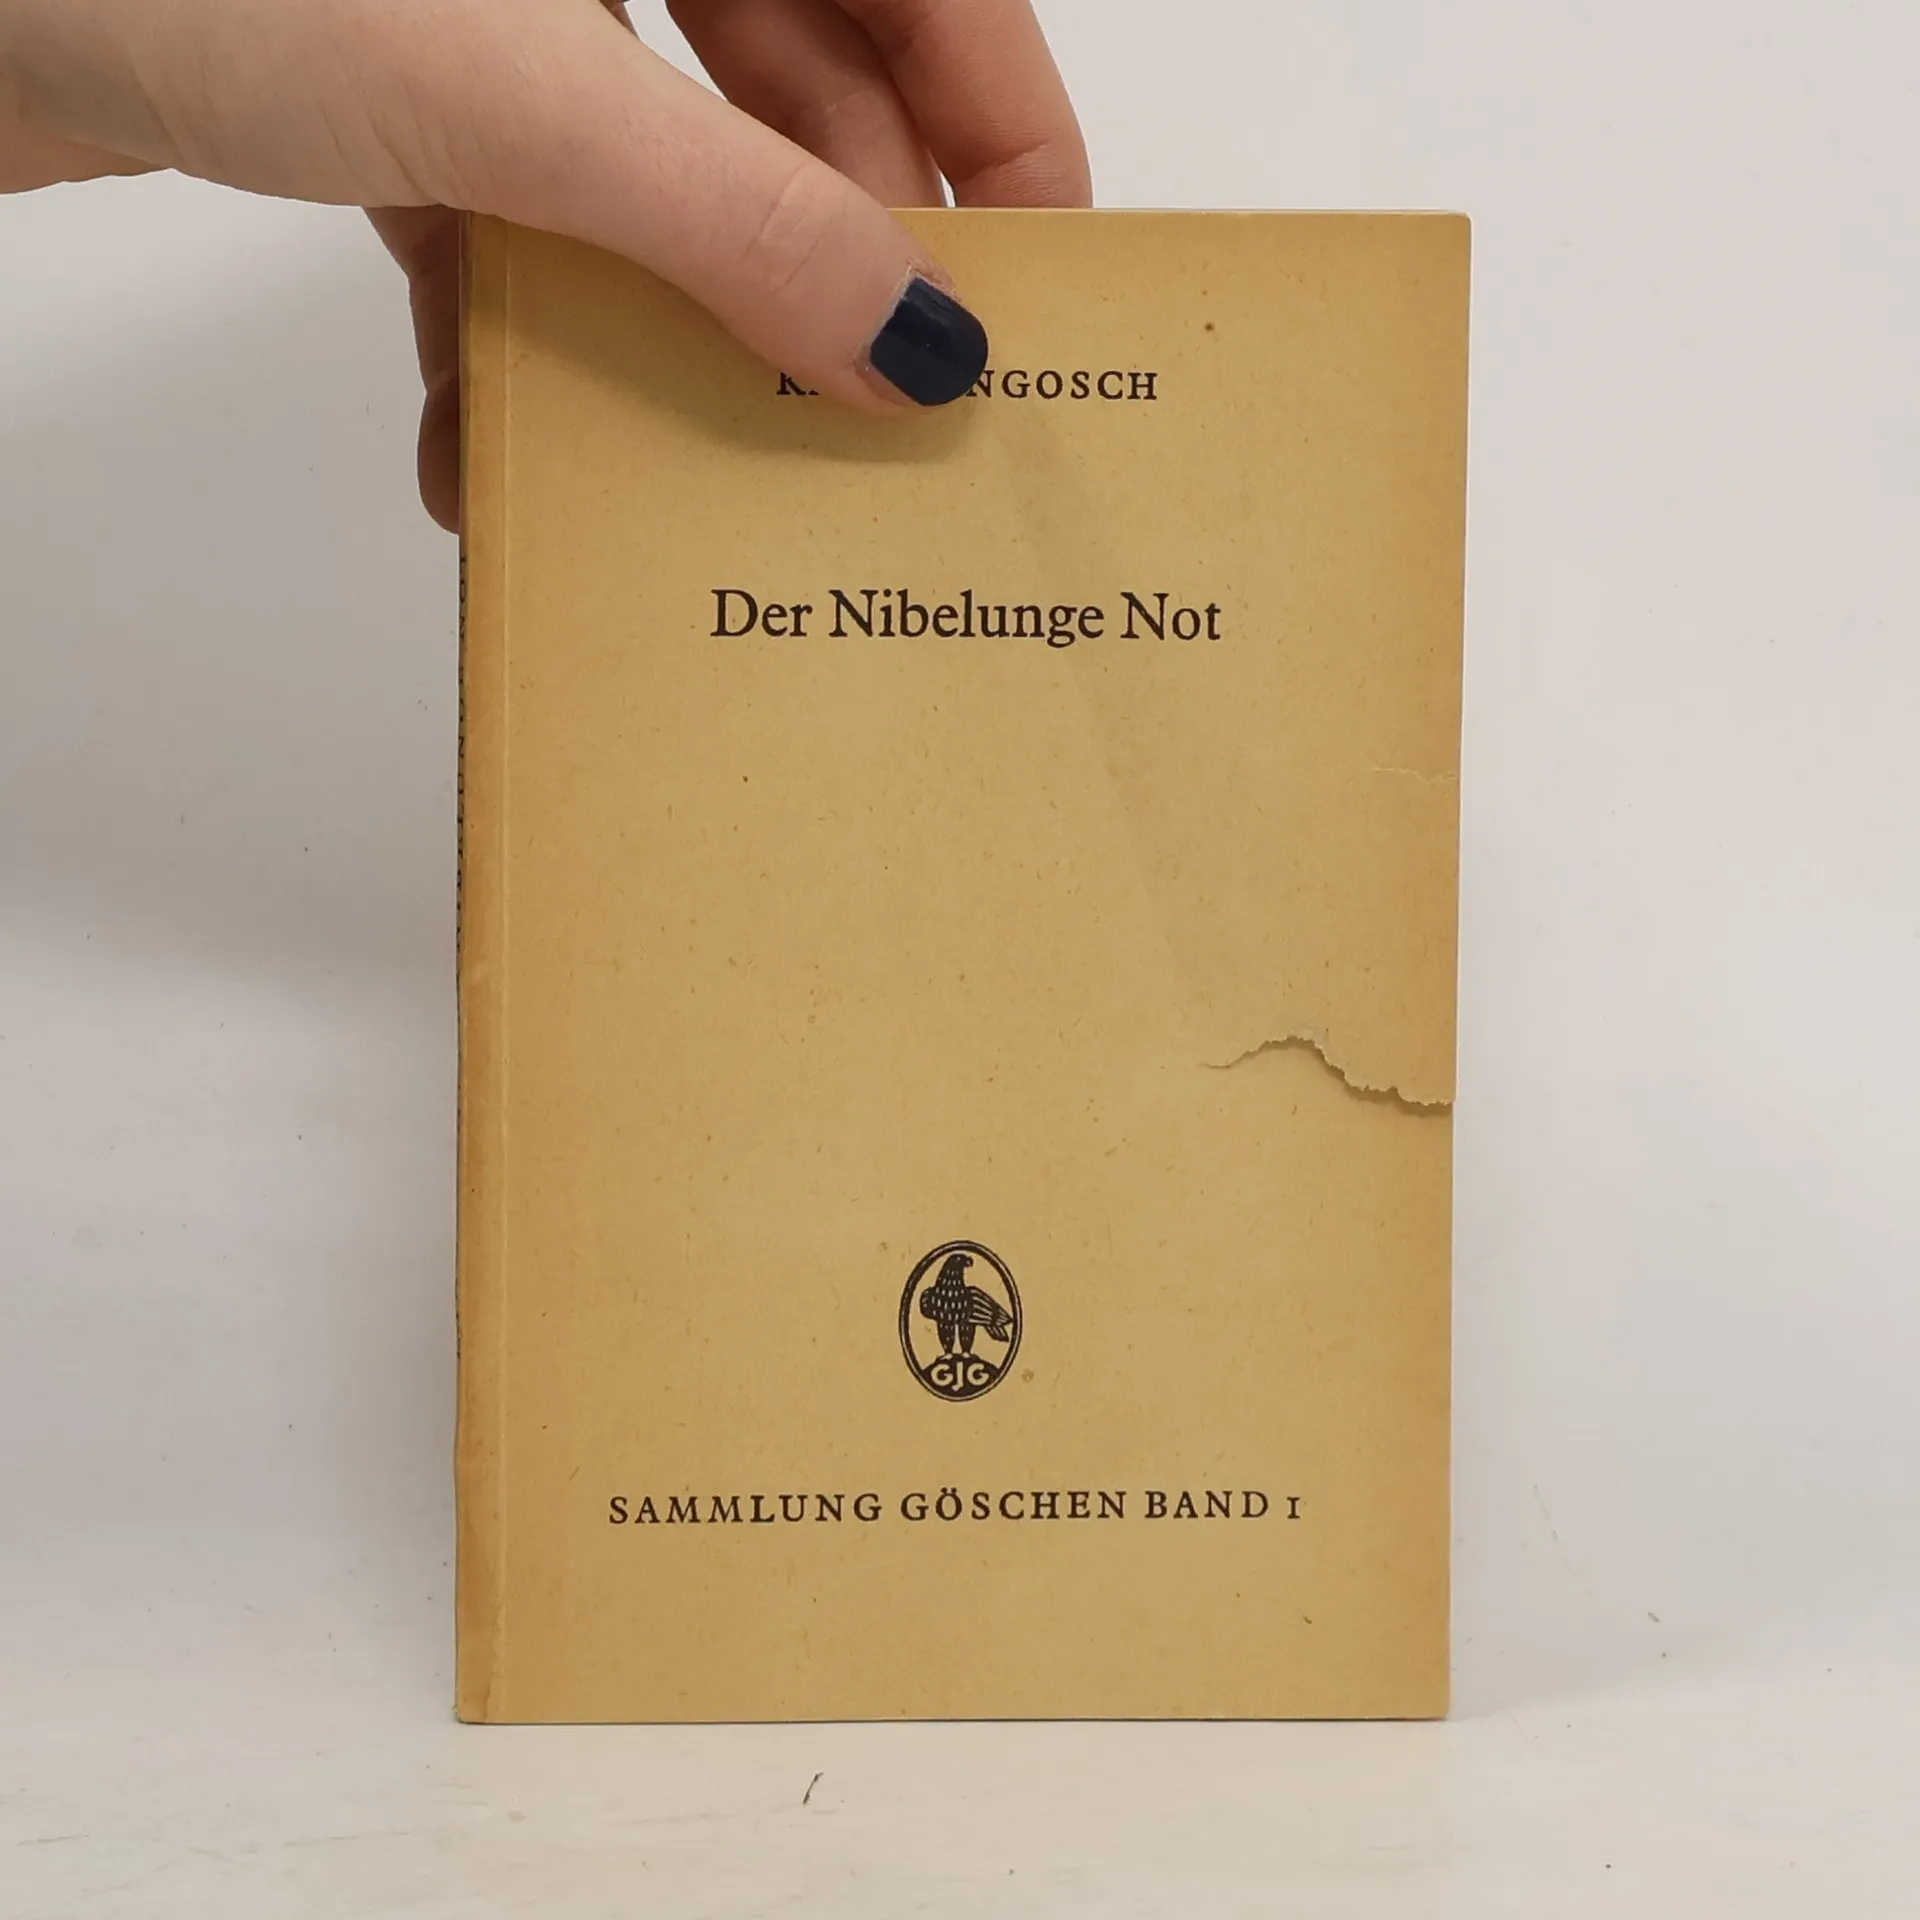 NGOSCH
Der Nibelunge Not
GJG
SAMMLUNG GÖSCHEN BAND 1